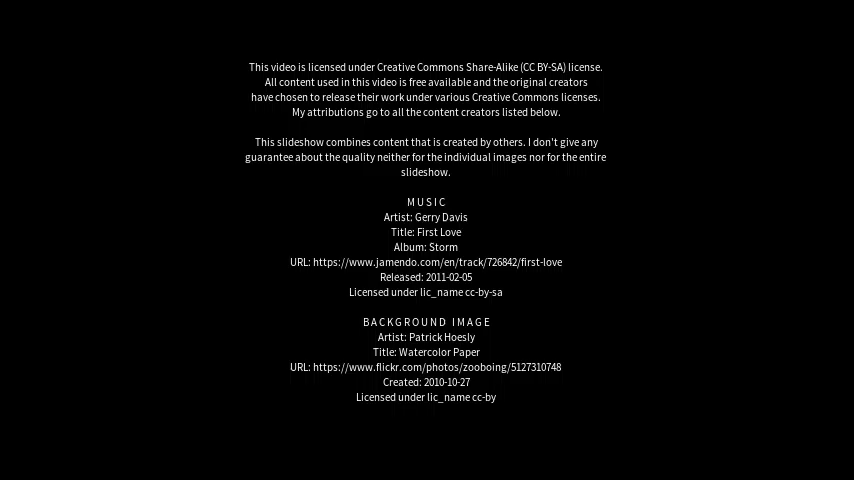 This video is licensed under Creative Commons Share-Alike (CC BY-SA) license.
All content used in this video is free available and the original creators
have chosen to release their work under various Creative Commons licenses.
My attributions go to all the content creators listed below.
This slideshow combines content that is created by others. I don't give any
guarantee about the quality neither for the individual images nor for the entire
slideshow.
MUSIC
Artist: Gerry Davis
Title: First Love
Album: Storm
URL: https://www.jamendo.com/en/track/726842/first-love
Released: 2011-02-05
Licensed under lic_name cc-by-sa
BACKGROUND IMAGE
Artist: Patrick Hoesly
Title: Watercolor Paper
URL: https://www.flickr.com/photos/zooboing/5127310748
Created: 2010-10-27
Licensed under lic_name cc-by